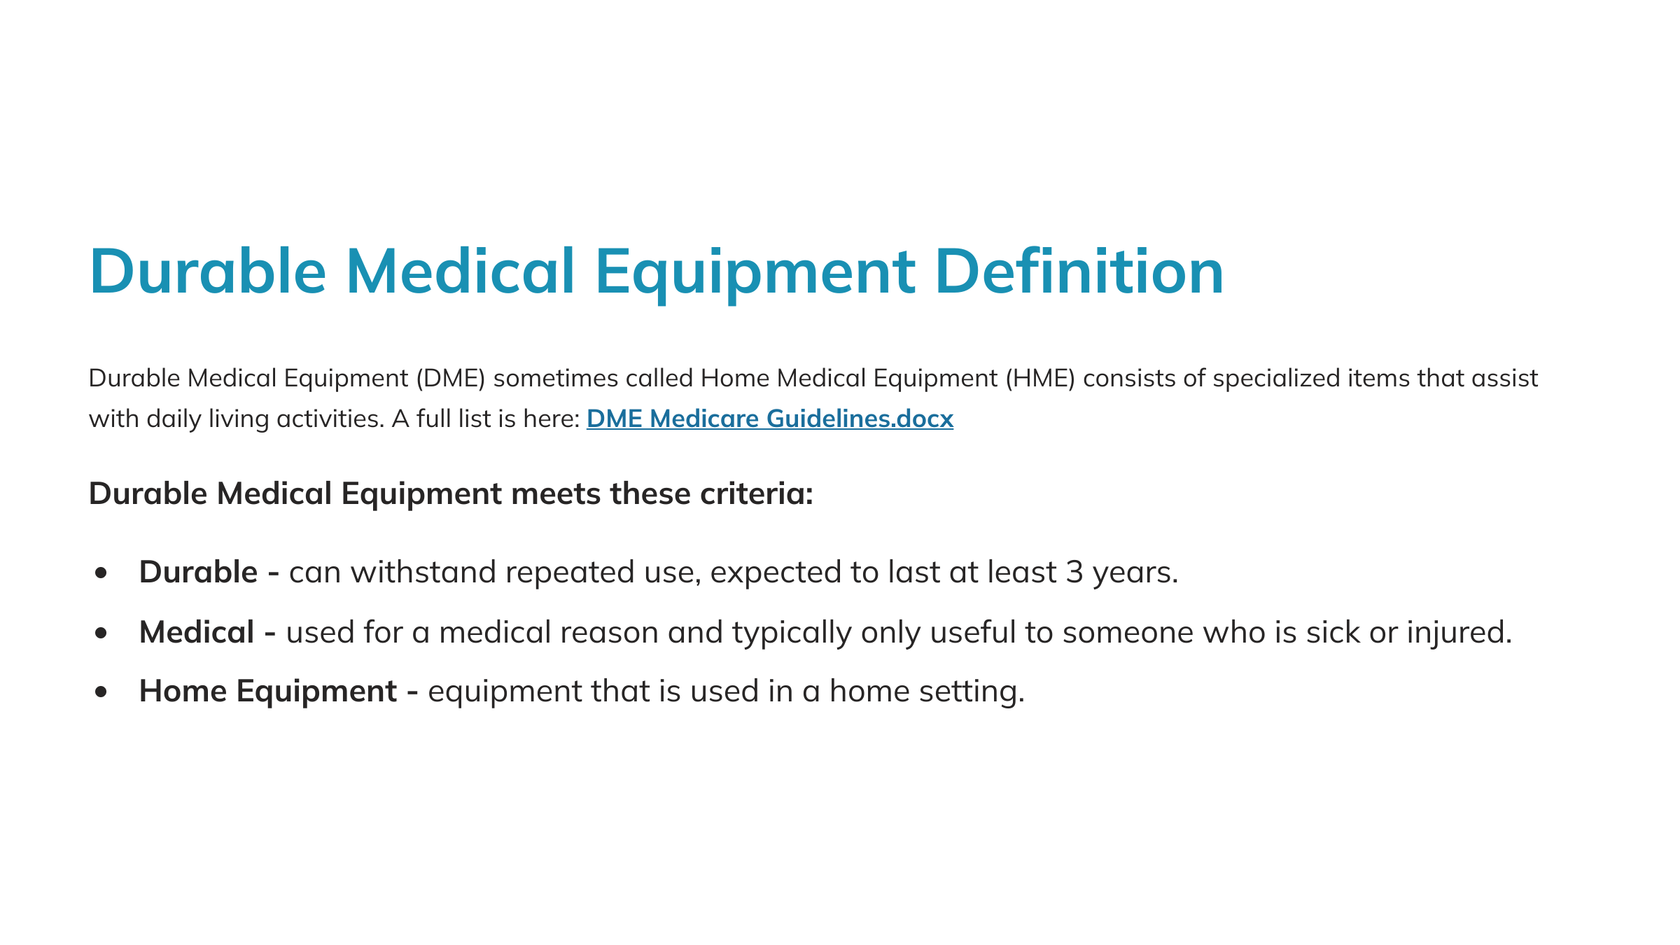 Durable Medical Equipment Definition
Durable Medical Equipment (DME) sometimes called Home Medical Equipment (HME) consists of specialized items that assist
with daily living activities. A full list is here: DME Medicare Guidelines.docx
Durable Medical Equipment meets these criteria:
• Durable - can withstand repeated use, expected to last at least 3 years.
• Medical - used for a medical reason and typically only useful to someone who is sick or injured.
• Home Equipment - equipment that is used in a home setting.